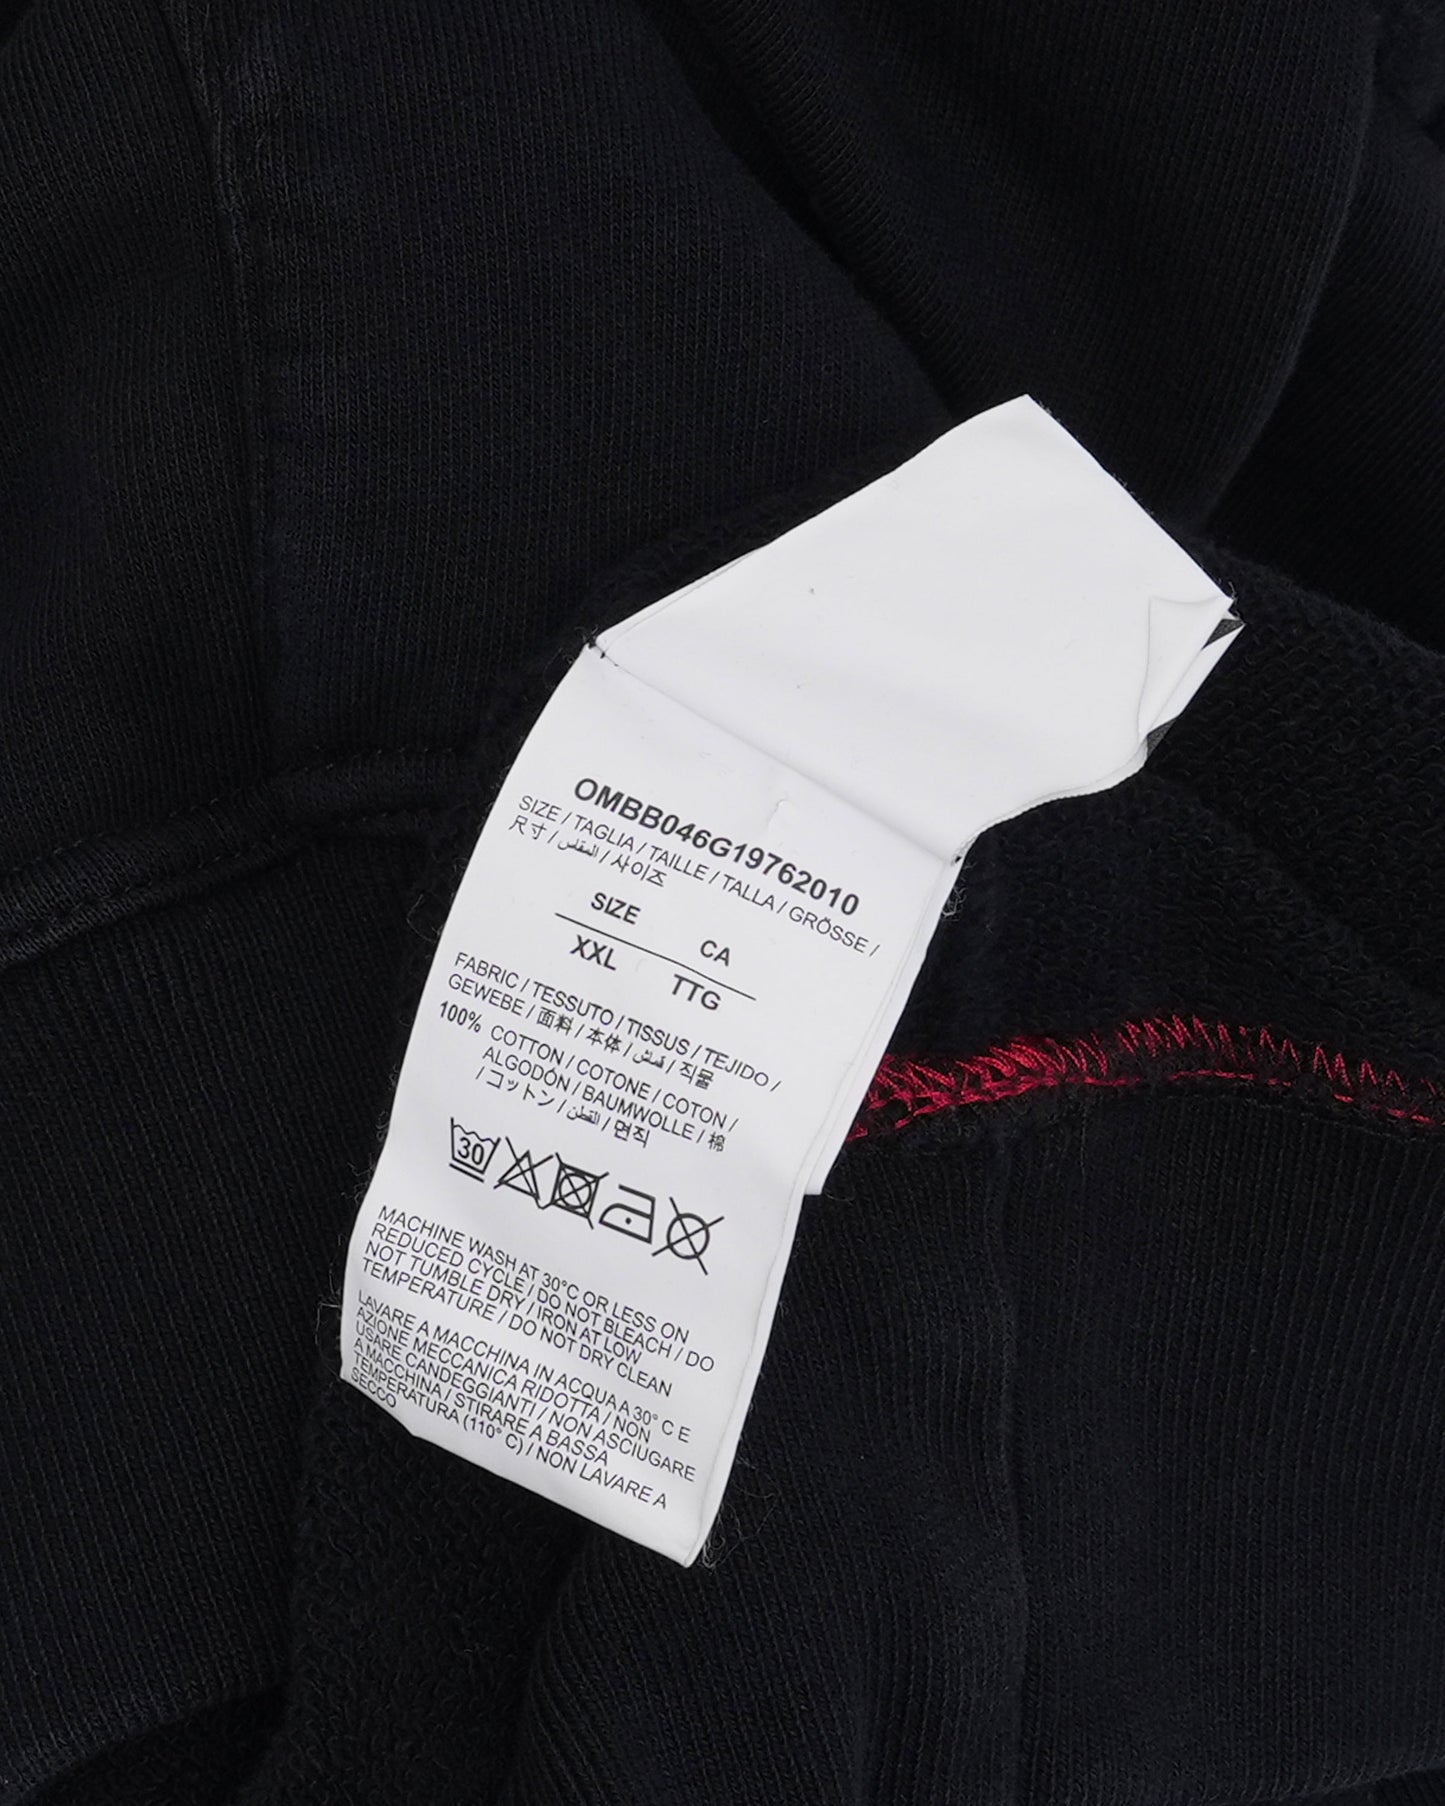 OMBB046G19762010
SIZE / TAGLIA / TAILLE / TALLA / GRÖSSE /
尺寸 / المقاس / 사이즈
SIZE CA
XXL TTG
FABRIC / TESSUTO / TISSUS / TEJIDO /
GEWEBE / 面料 / 本体 / قماش / 직물
100% COTTON / COTONE / COTON /
ALGODÓN / BAUMWOLLE / 棉
/ コットン / القطن / 면직
30
MACHINE WASH AT 30°C OR LESS ON
REDUCED CYCLE / DO NOT BLEACH / DO
NOT TUMBLE DRY / IRON AT LOW
TEMPERATURE / DO NOT DRY CLEAN
LAVARE A MACCHINA IN ACQUA A 30° C E
AZIONE MECCANICA RIDOTTA / NON
USARE CANDEGGIANTI / NON ASCIUGARE
A MACCHINA / STIRARE A BASSA
TEMPERATURA (110° C) / NON LAVARE A
SECCO